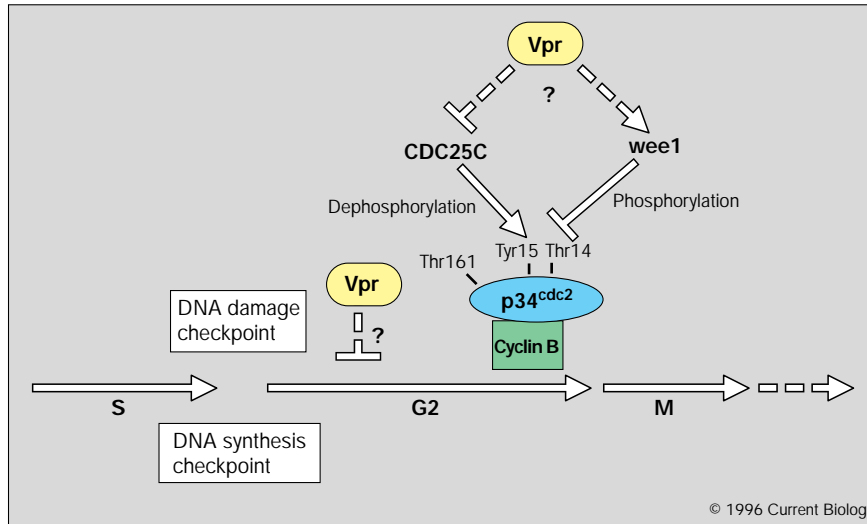 Vpr
?
CDC25C
wee1
Dephosphorylation
Phosphorylation
Tyr15
Thr14
Thr161
Vpr
p34cdc2
DNA damage
checkpoint
?
Cyclin B
S
G2
M
DNA synthesis
checkpoint
© 1996 Current Biolog